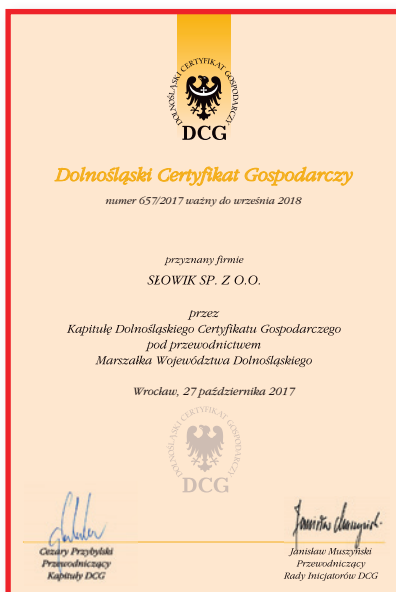 DOLNOŚLĄSKI CERTYFIKAT GOSPODARCZY
DCG
Dolnośląski Certyfikat Gospodarczy
numer 657/2017 ważny do września 2018
przyznany firmie
SŁOWIK SP. Z O.O.
przez
Kapitułę Dolnośląskiego Certyfikatu Gospodarczego
pod przewodnictwem
Marszałka Województwa Dolnośląskiego
Wrocław, 27 października 2017
DOLNOŚLĄSKI CERTYFIKAT GOSPODARCZY
DCG
Cezary Przybylski
Przewodniczący
Kapituły DCG
Janisław Muszyński
Przewodniczący
Rady Inicjatorów DCG